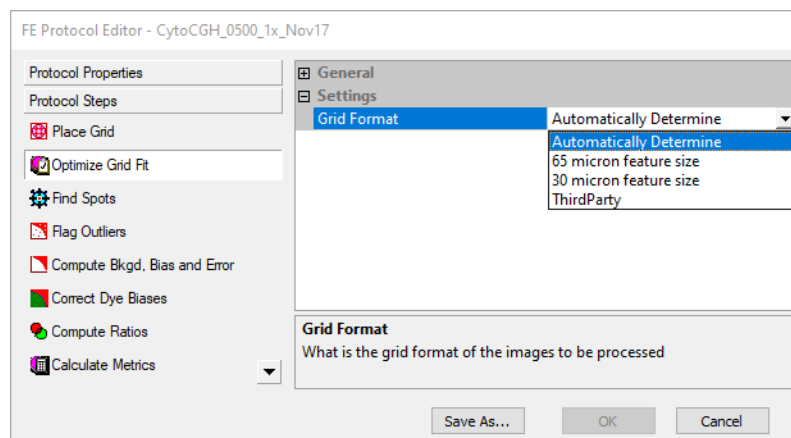 FE Protocol Editor - CytoCGH_0500_1x_Nov17
Protocol Properties
Protocol Steps
Place Grid
Optimize Grid Fit
Find Spots
Flag Outliers
Compute Bkgd, Bias and Error
Correct Dye Biases
Compute Ratios
Calculate Metrics
General
Settings
Grid Format Automatically Determine
Automatically Determine
65 micron feature size
30 micron feature size
ThirdParty
Grid Format
What is the grid format of the images to be processed
Save As... OK Cancel